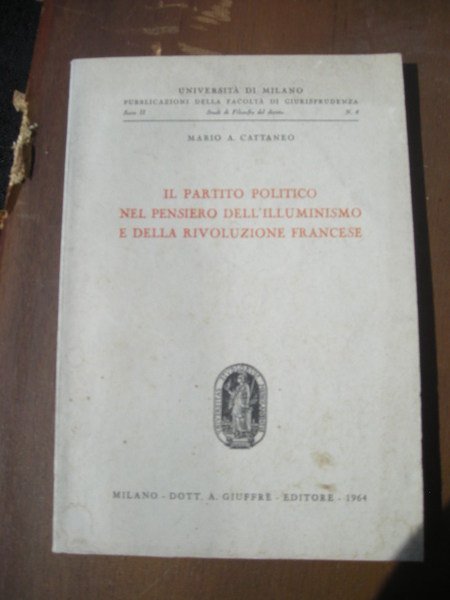 UNIVERSITÀ DI MILANO
PUBBLICAZIONI DELLA FACOLTÀ DI GIURISPRUDENZA
Serie II Studi di Filosofia del diritto N. 6
MARIO A. CATTANEO
IL PARTITO POLITICO
NEL PENSIERO DELL'ILLUMINISMO
E DELLA RIVOLUZIONE FRANCESE
MILANO - DOTT. A. GIUFFRÈ - EDITORE - 1964